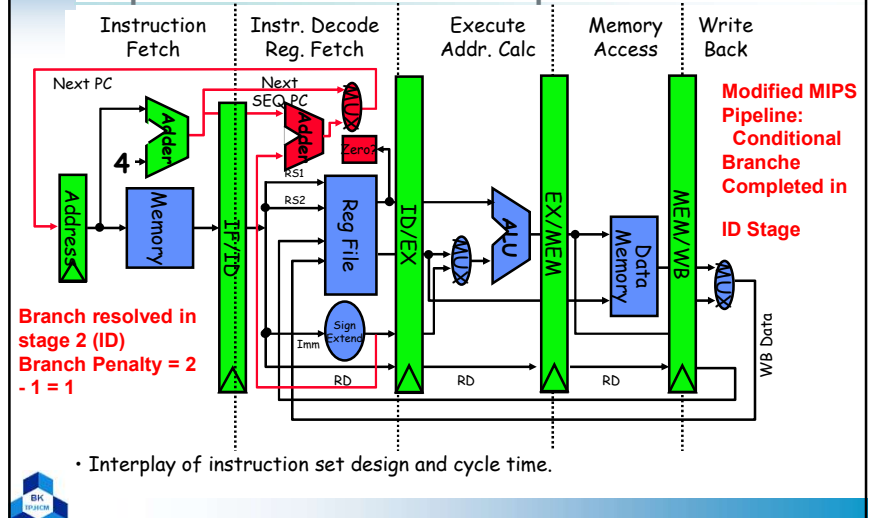 Instruction
Fetch
Instr. Decode
Reg. Fetch
Execute
Addr. Calc
Memory
Access
Write
Back
Next PC
Next
SEQ PC
MUX
Adder
Adder
Zero?
4
RS1
RS2
Address
Memory
IF/ID
Reg File
ID/EX
MUX
ALU
EX/MEM
Data
Memory
MEM/WB
MUX
Sign
Extend
Imm
RD
RD
RD
WB Data
Modified MIPS
Pipeline:
Conditional
Branche
Completed in
ID Stage
Branch resolved in
stage 2 (ID)
Branch Penalty = 2
- 1 = 1
• Interplay of instruction set design and cycle time.
BK
TP.HCM